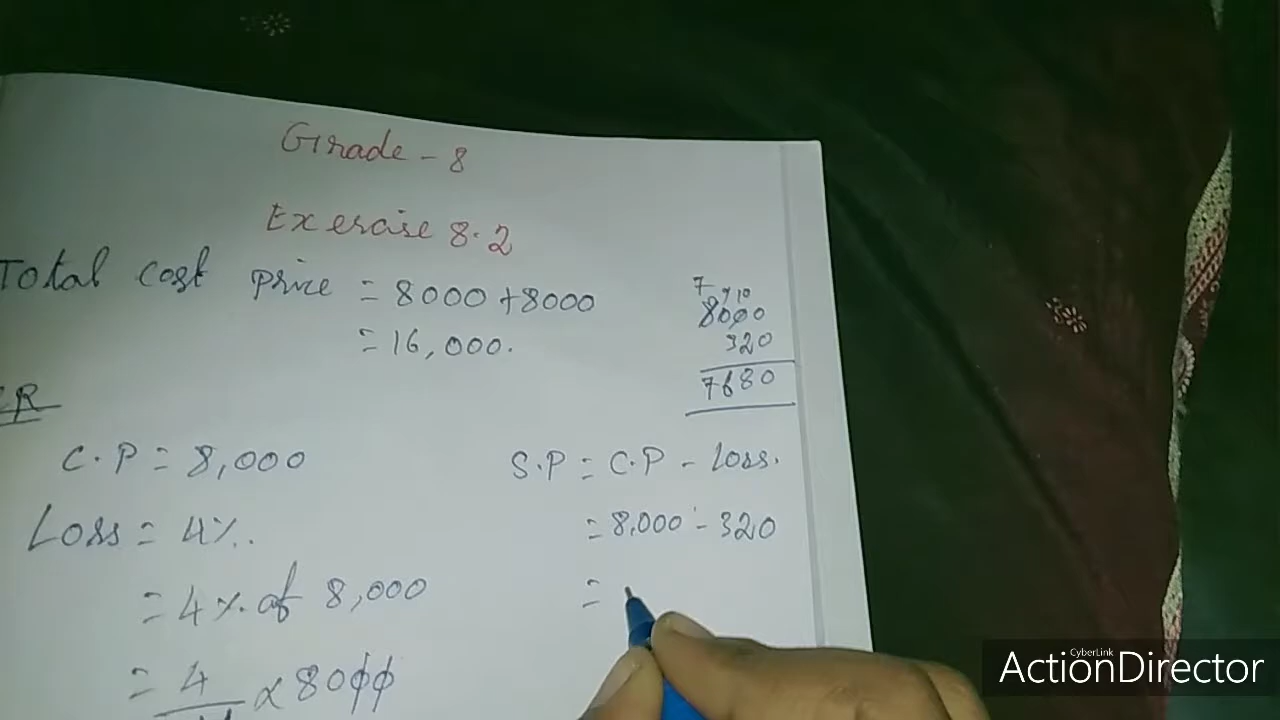 Grade - 8
Exercise 8.2
Total cost price = 8000 + 8000
= 16,000.
7 9 10
8000
320
7680
C.P = 8,000
Loss = 4%.
= 4% of 8,000
= 4 × 8000
S.P = C.P - Loss.
= 8,000 - 320
=
CyberLink
ActionDirector